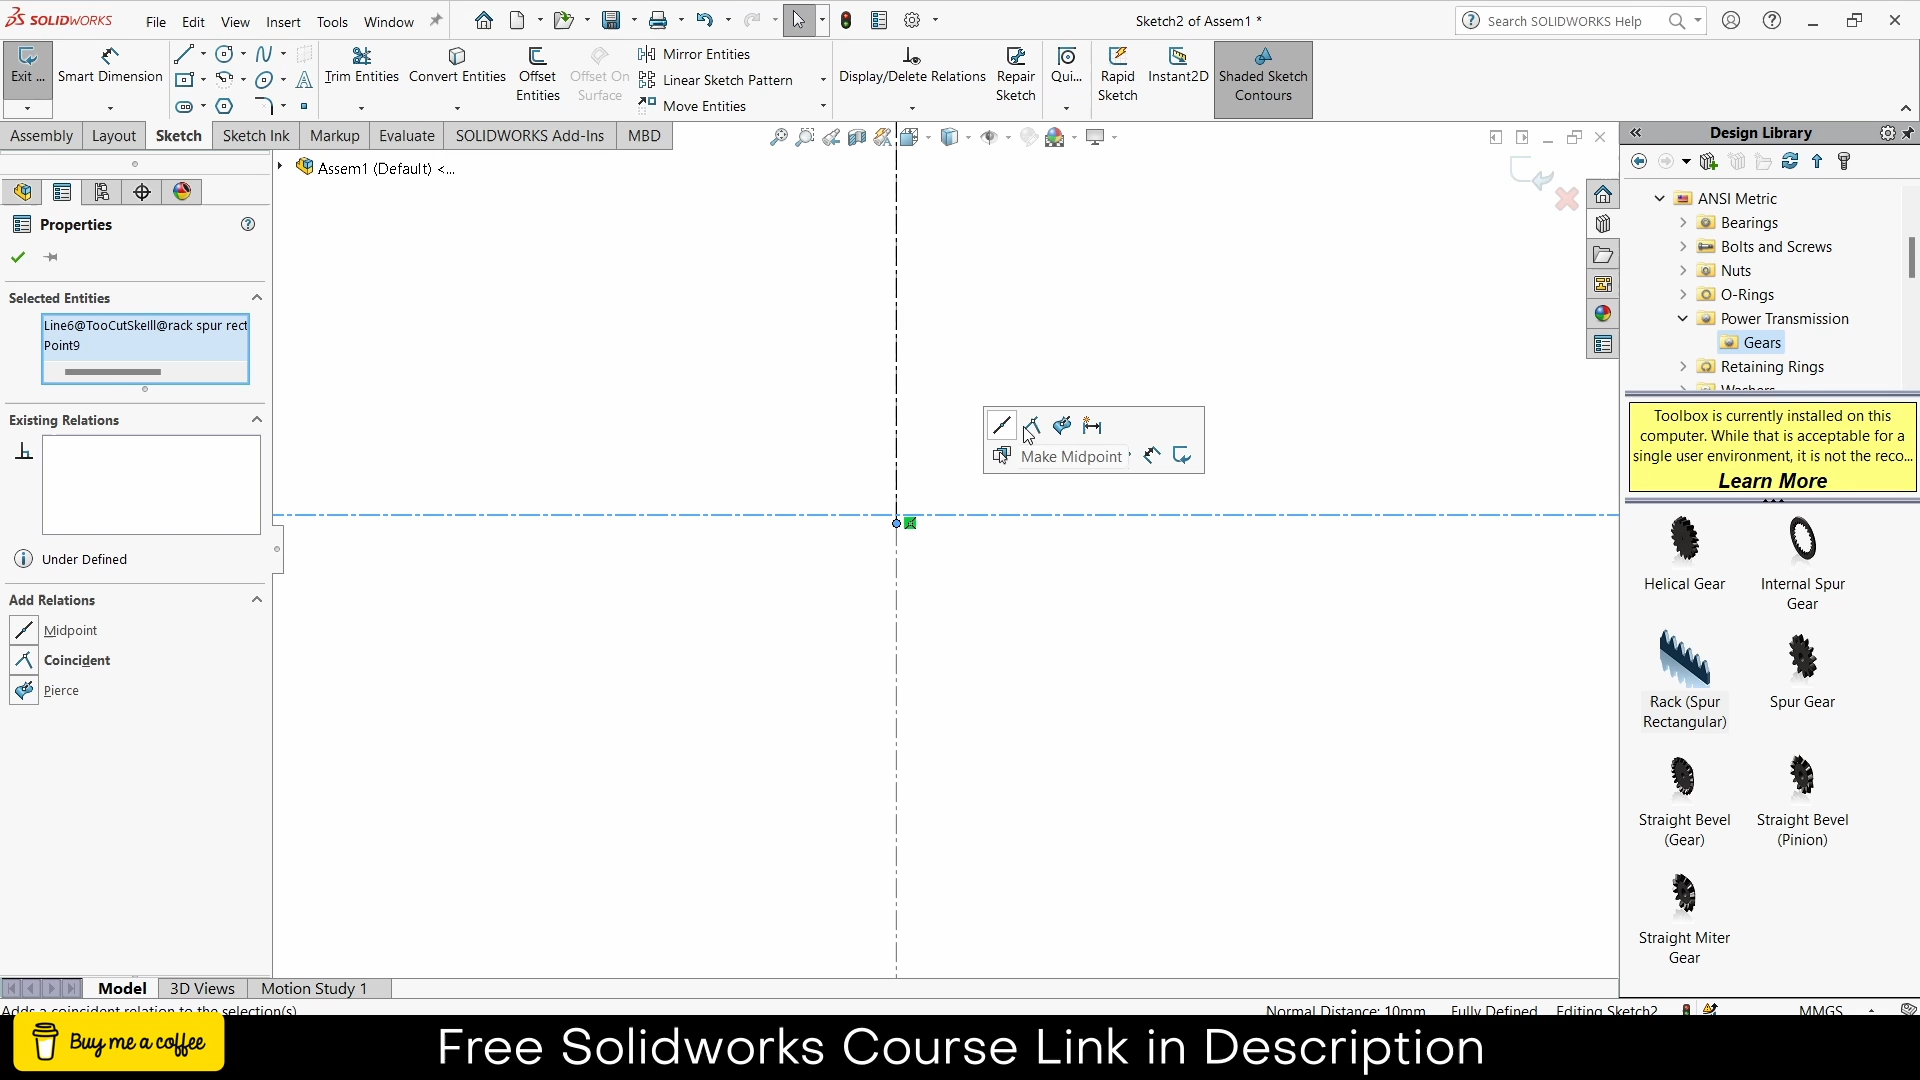 SOLIDWORKS File Edit View Insert Tools Window Sketch2 of Assem1 * Search SOLIDWORKS Help
Exit ... Smart Dimension Trim Entities Convert Entities Offset Entities Offset On Surface Mirror Entities Linear Sketch Pattern Move Entities Display/Delete Relations Repair Sketch Qui... Rapid Sketch Instant2D Shaded Sketch Contours
Assembly Layout Sketch Sketch Ink Markup Evaluate SOLIDWORKS Add-Ins MBD
Assem1 (Default) <...
Properties
Selected Entities
Line6@TooCutSkeIll@rack spur rect
Point9
Existing Relations
Under Defined
Add Relations
Midpoint
Coincident
Pierce
Make Midpoint
Design Library
ANSI Metric
Bearings
Bolts and Screws
Nuts
O-Rings
Power Transmission
Gears
Retaining Rings
Washers
Toolbox is currently installed on this
computer. While that is acceptable for a
single user environment, it is not the reco...
Learn More
Helical Gear
Internal Spur
Gear
Rack (Spur
Rectangular)
Spur Gear
Straight Bevel
(Gear)
Straight Bevel
(Pinion)
Straight Miter
Gear
Model 3D Views Motion Study 1
Adds a coincident relation to the selection(s) Normal Distance: 10mm Fully Defined Editing Sketch2 MMGS
Buy me a coffee
Free Solidworks Course Link in Description